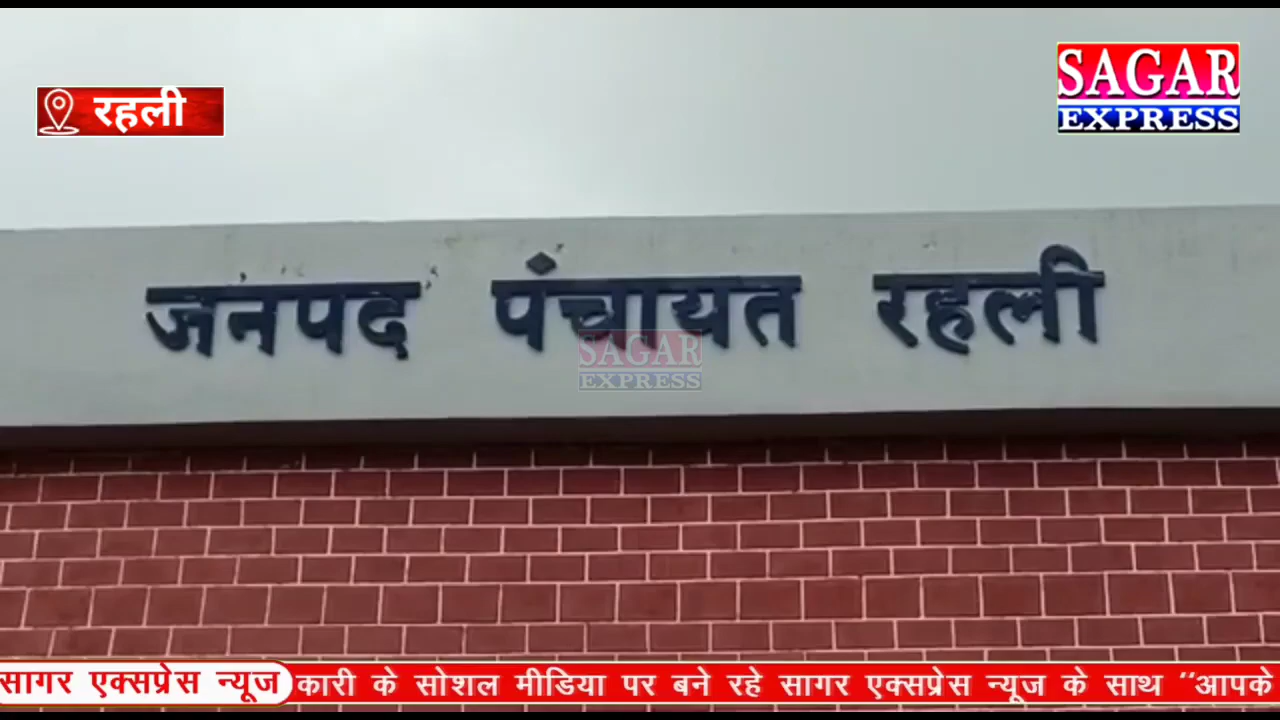 रहली
SAGAR
EXPRESS
जनपद पंचायत रहली
SAGAR
EXPRESS
सागर एक्सप्रेस न्यूज
कारी के सोशल मीडिया पर बने रहे सागर एक्सप्रेस न्यूज के साथ "आपके